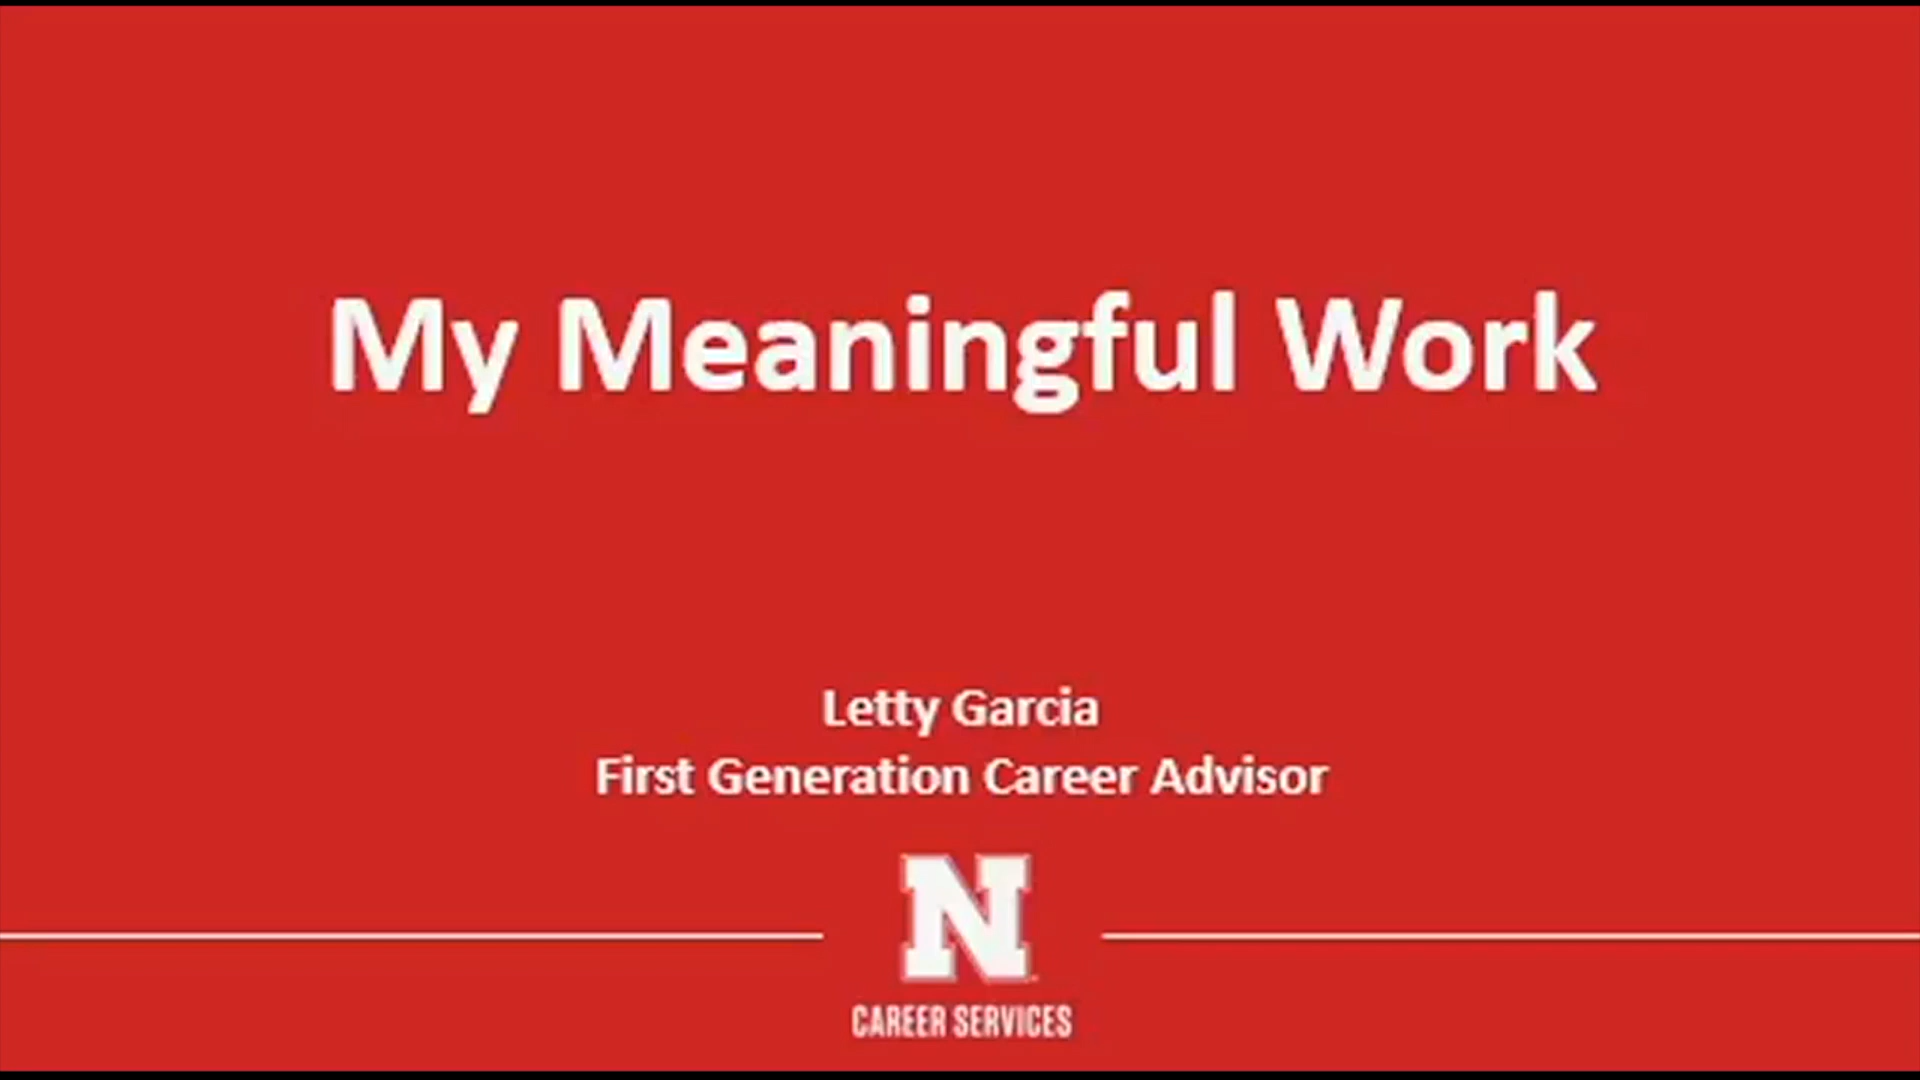 My Meaningful Work
Letty Garcia
First Generation Career Advisor
N
CAREER SERVICES